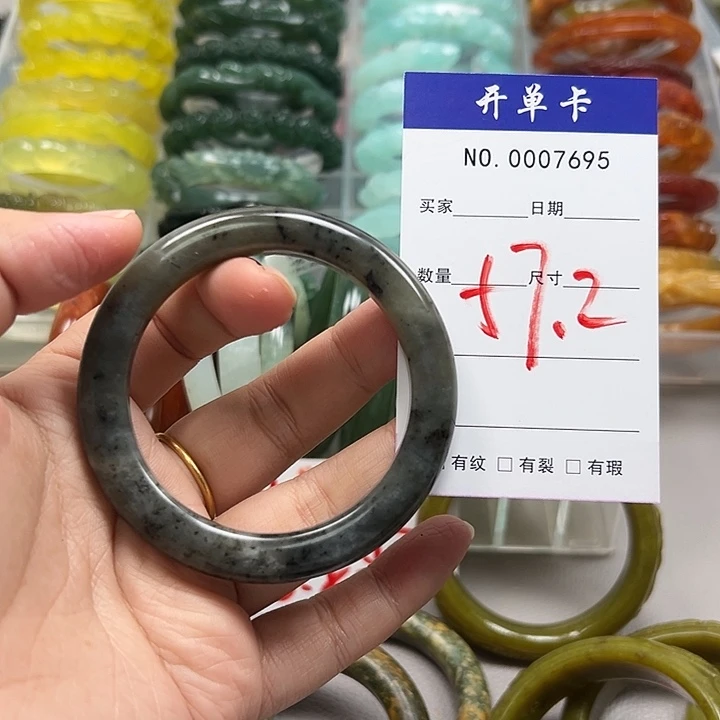 开单卡
NO.0007695
买家 日期
数量 尺寸
57.2
有纹 □ 有裂 □ 有瑕